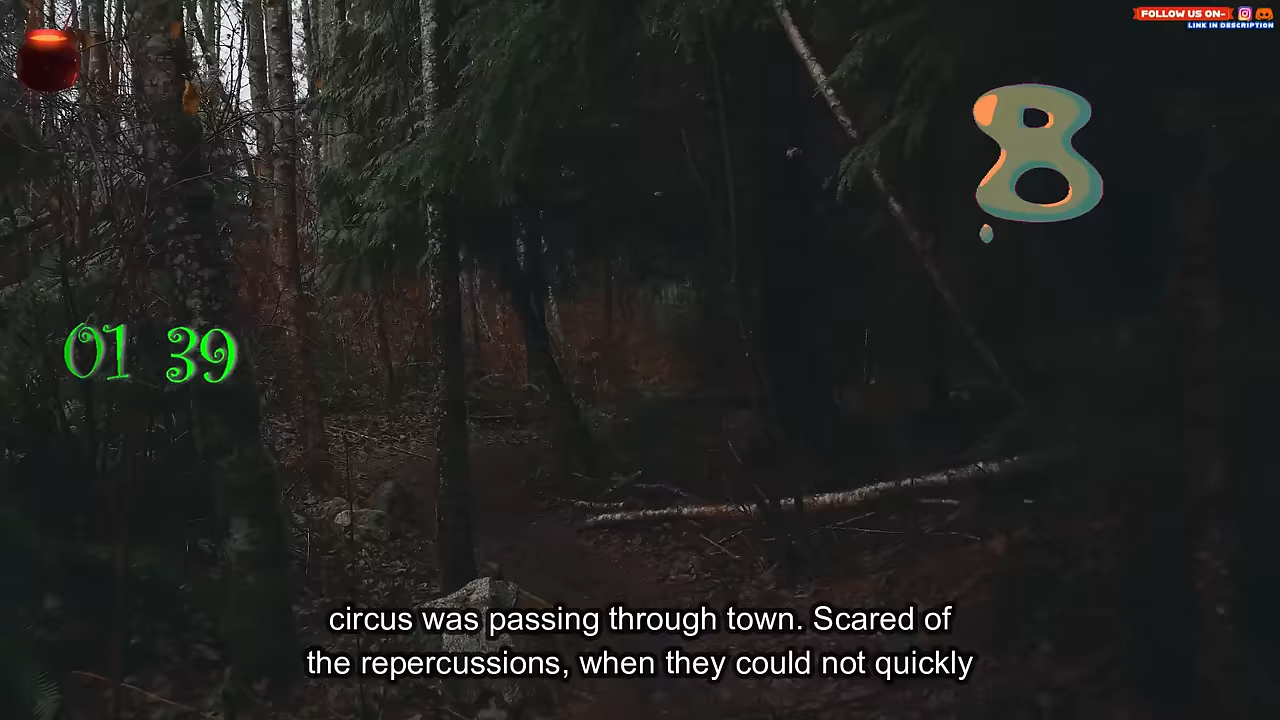 FOLLOW US ON-
LINK IN DESCRIPTION
8
01 39
circus was passing through town. Scared of
the repercussions, when they could not quickly